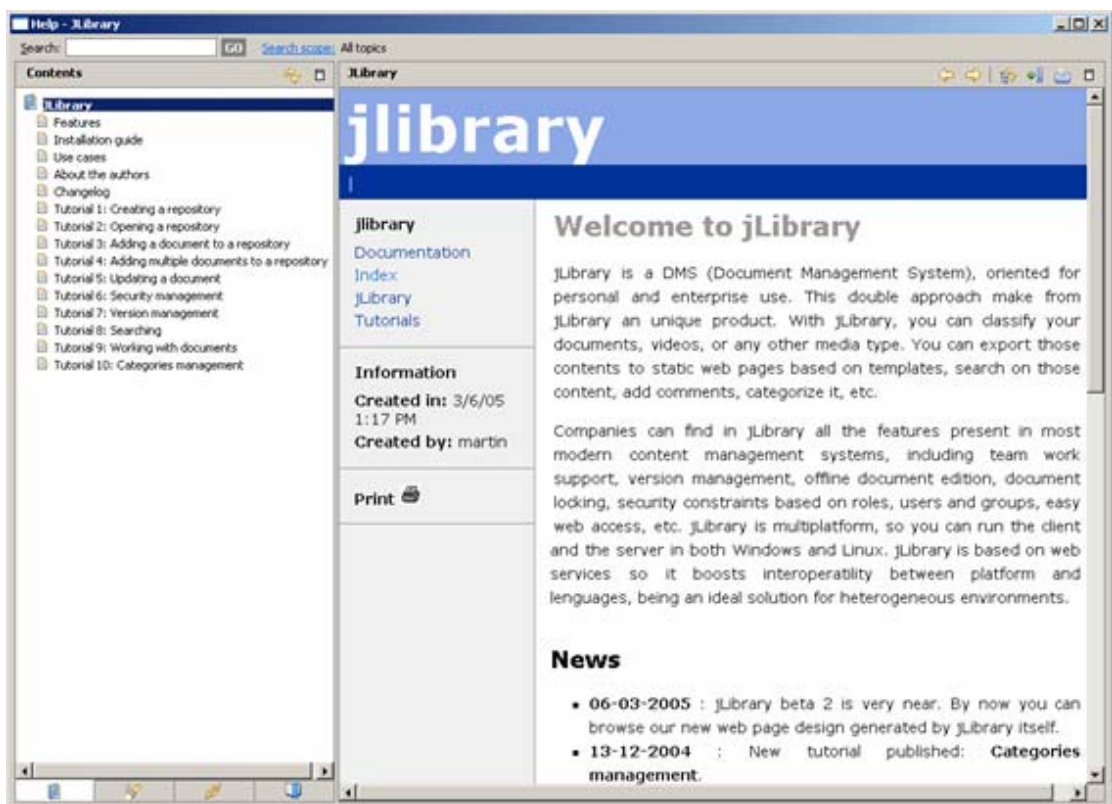 Help - JLibrary
Search:
GO
Search scope: All topics
Contents
JLibrary
Features
Installation guide
Use cases
About the authors
Changelog
Tutorial 1: Creating a repository
Tutorial 2: Opening a repository
Tutorial 3: Adding a document to a repository
Tutorial 4: Adding multiple documents to a repository
Tutorial 5: Updating a document
Tutorial 6: Security management
Tutorial 7: Version management
Tutorial 8: Searching
Tutorial 9: Working with documents
Tutorial 10: Categories management
JLibrary
jlibrary
|
jlibrary
Documentation
Index
jLibrary
Tutorials
Information
Created in: 3/6/05
1:17 PM
Created by: martin
Print
Welcome to jLibrary
jLibrary is a DMS (Document Management System), oriented for
personal and enterprise use. This double approach make from
jLibrary an unique product. With jLibrary, you can classify your
documents, videos, or any other media type. You can export those
contents to static web pages based on templates, search on those
content, add comments, categorize it, etc.
Companies can find in jLibrary all the features present in most
modern content management systems, including team work
support, version management, offline document edition, document
locking, security constraints based on roles, users and groups, easy
web access, etc. jLibrary is multiplatform, so you can run the client
and the server in both Windows and Linux. jLibrary is based on web
services so it boosts interoperatility between platform and
lenguages, being an ideal solution for heterogeneous environments.
News
• 06-03-2005 : jLibrary beta 2 is very near. By now you can
browse our new web page design generated by jLibrary itself.
• 13-12-2004 : New tutorial published: Categories
management.